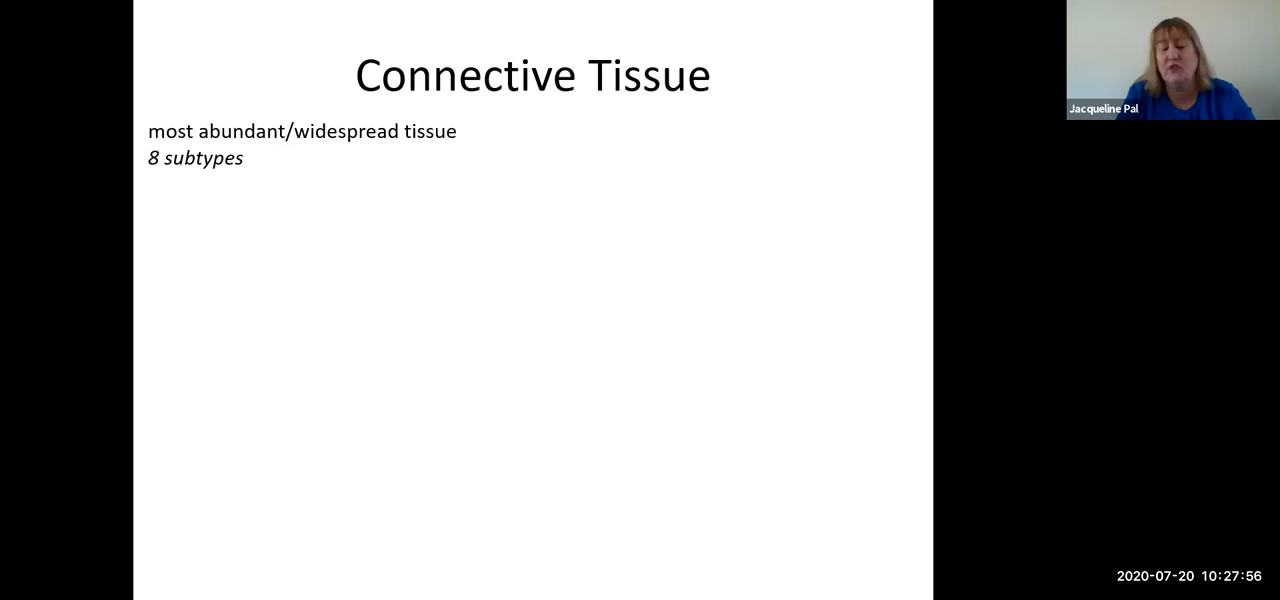 Connective Tissue
most abundant/widespread tissue
8 subtypes
Jacqueline Pal
2020-07-20 10:27:56